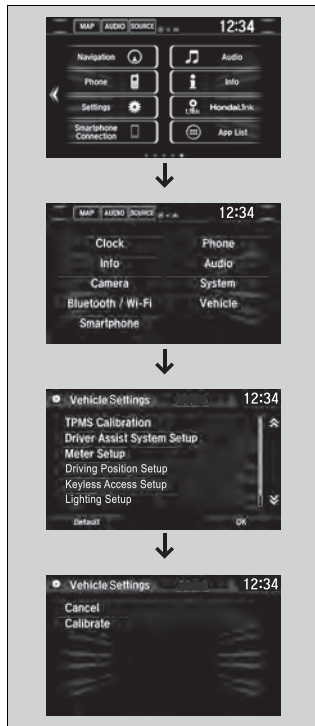 MAP AUDIO SOURCE 12:34
Navigation Audio
Phone Info
Settings HondaLink
Smartphone
Connection App List
MAP AUDIO SOURCE 12:34
Clock Phone
Info Audio
Camera System
Bluetooth / Wi-Fi Vehicle
Smartphone
Vehicle Settings 12:34
TPMS Calibration
Driver Assist System Setup
Meter Setup
Driving Position Setup
Keyless Access Setup
Lighting Setup
Default OK
Vehicle Settings 12:34
Cancel
Calibrate